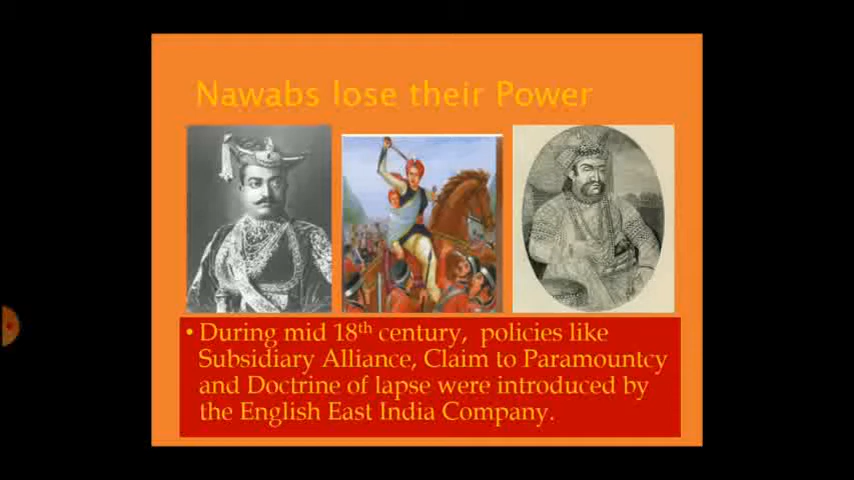 Nawabs lose their Power
• During mid 18th century, policies like
Subsidiary Alliance, Claim to Paramountcy
and Doctrine of lapse were introduced by
the English East India Company.